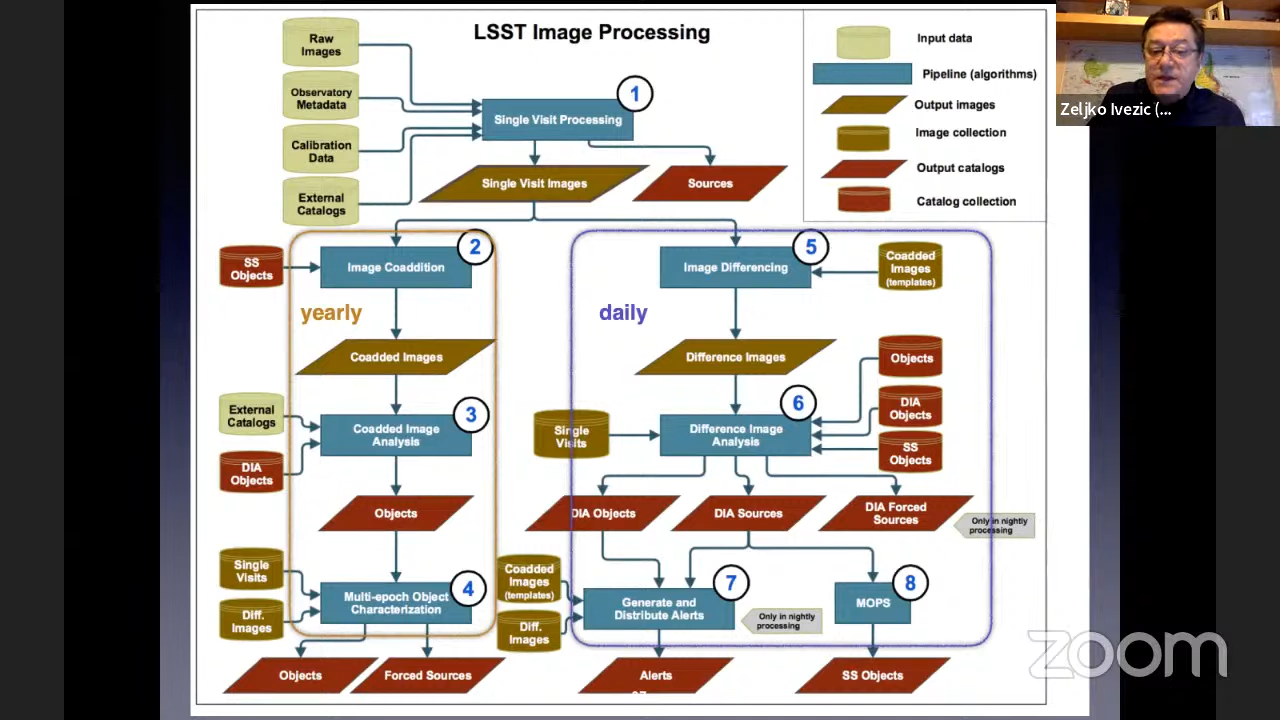 LSST Image Processing
Raw
Images
Observatory
Metadata
Calibration
Data
External
Catalogs
1
Single Visit Processing
Single Visit Images
Sources
Input data
Pipeline (algorithms)
Output images
Image collection
Output catalogs
Catalog collection
Zeljko Ivezic (...
SS
Objects
2
Image Coaddition
yearly
Coadded Images
External
Catalogs
DIA
Objects
3
Coadded Image
Analysis
Objects
Single
Visits
Diff.
Images
4
Multi-epoch Object
Characterization
Objects
Forced Sources
5
Image Differencing
Coadded
Images
(templates)
daily
Difference Images
Objects
DIA
Objects
SS
Objects
6
Single
Visits
Difference Image
Analysis
DIA Objects
DIA Sources
DIA Forced
Sources
Only in nightly
processing
Coadded
Images
(templates)
Diff.
Images
7
Generate and
Distribute Alerts
Only in nightly
processing
8
MOPS
Alerts
SS Objects
zoom